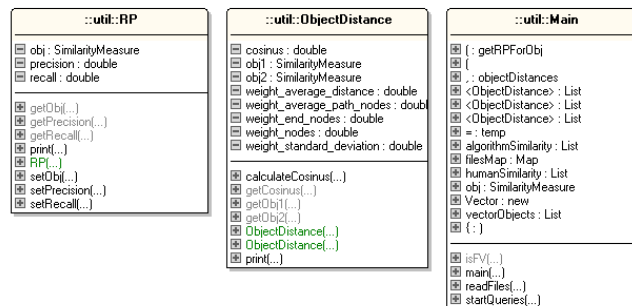 ::util::RP
obj : SimilarityMeasure
precision : double
recall : double
getObj(...)
getPrecision(...)
getRecall(...)
print(...)
RP(...)
setObj(...)
setPrecision(...)
setRecall(...)
::util::ObjectDistance
cosinus : double
obj1 : SimilarityMeasure
obj2 : SimilarityMeasure
weight_average_distance : double
weight_average_path_nodes : doubl
weight_end_nodes : double
weight_nodes : double
weight_standard_deviation : double
calculateCosinus(...)
getCosinus(...)
getObj1(...)
getObj2(...)
ObjectDistance(...)
ObjectDistance(...)
print(...)
::util::Main
( : getRPForObj
(
, : objectDistances
<ObjectDistance> : List
<ObjectDistance> : List
<ObjectDistance> : List
= : temp
algorithmSimilarity : List
filesMap : Map
humanSimilarity : List
obj : SimilarityMeasure
Vector : new
vectorObjects : List
{ : }
isFV(...)
main(...)
readFiles(...)
startQueries(...)